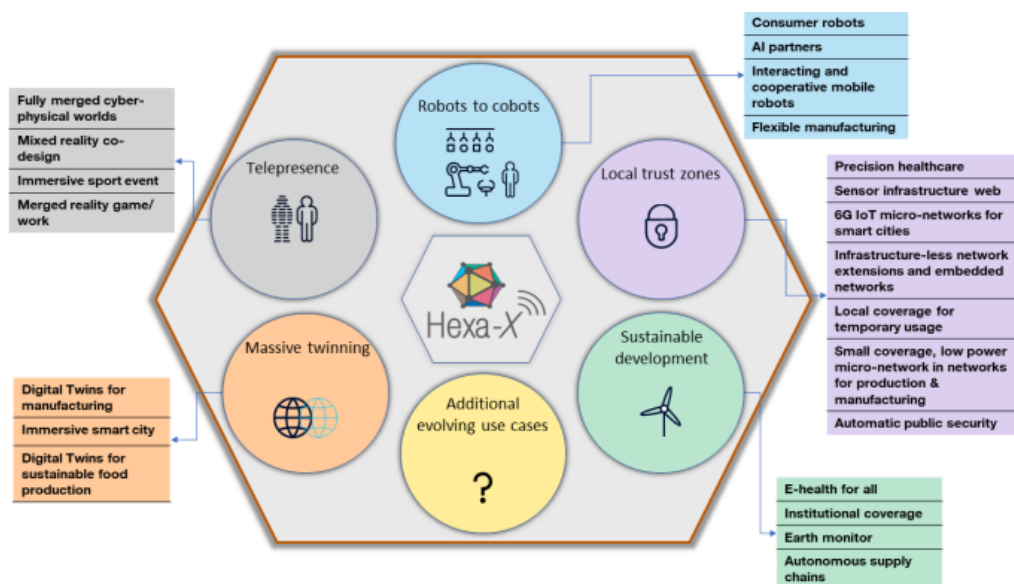 Consumer robots
AI partners
Interacting and
cooperative mobile
robots
Flexible manufacturing
Robots to cobots
Fully merged cyber-
physical worlds
Mixed reality co-
design
Immersive sport event
Merged reality game/
work
Telepresence
Local trust zones
Precision healthcare
Sensor infrastructure web
6G IoT micro-networks for
smart cities
Infrastructure-less network
extensions and embedded
networks
Local coverage for
temporary usage
Small coverage, low power
micro-network in networks
for production &
manufacturing
Automatic public security
Hexa-X
Massive twinning
Sustainable
development
Digital Twins for
manufacturing
Immersive smart city
Digital Twins for
sustainable food
production
Additional
evolving use cases
?
E-health for all
Institutional coverage
Earth monitor
Autonomous supply
chains